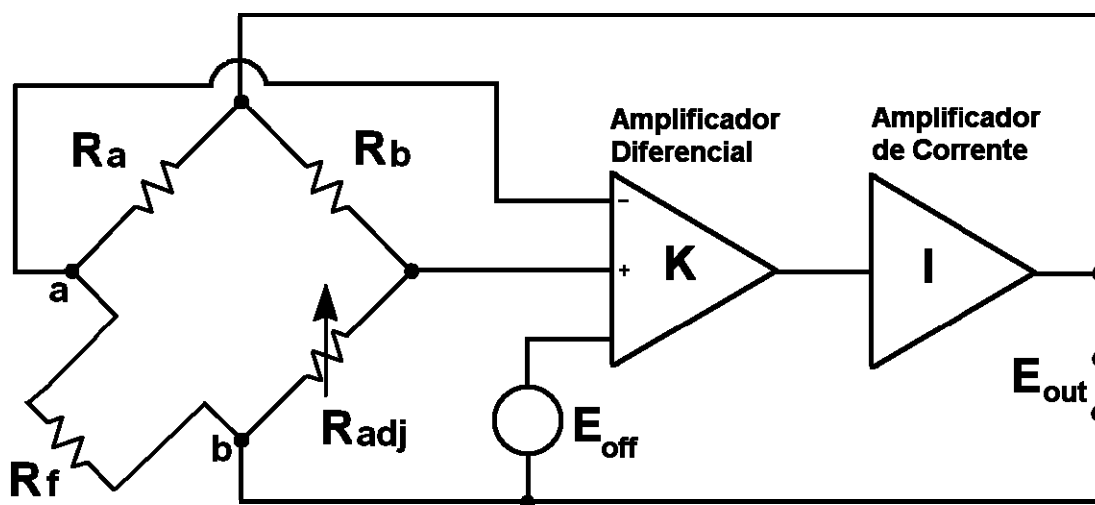 Ra
Rb
Amplificador
Diferencial
Amplificador
de Corrente
−
K
I
+
a
Eout
Radj
Eoff
b
Rf